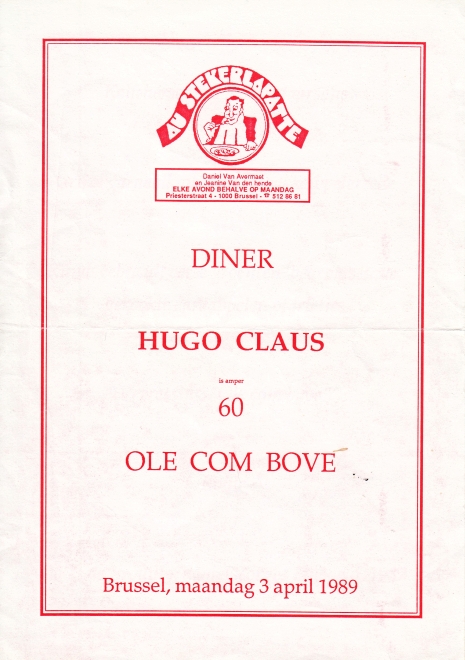 AU STEKERLAPATTE
Daniel Van Avermaet
en Jeanine Van den hende
ELKE AVOND BEHALVE OP MAANDAG
Priesterstraat 4 - 1000 Brussel - ☎ 512 86 81
DINER
HUGO CLAUS
is amper
60
OLE COM BOVE
Brussel, maandag 3 april 1989